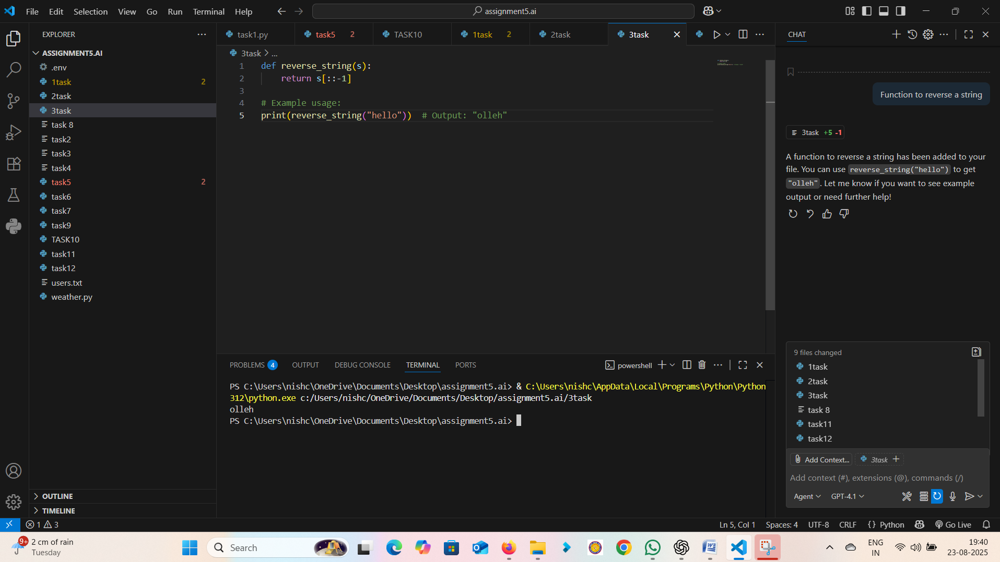 File Edit Selection View Go Run Terminal Help
assignment5.ai
EXPLORER
ASSIGNMENT5.AI
.env
1task 2
2task
3task
task 8
task2
task3
task4
task5 2
task6
task7
task9
TASK10
task11
task12
users.txt
weather.py
OUTLINE
TIMELINE
task1.py task5 2 TASK10 1task 2 2task 3task
3task > ...
1 def reverse_string(s):
2 return s[::-1]
3
4 # Example usage:
5 print(reverse_string("hello")) # Output: "olleh"
PROBLEMS 4 OUTPUT DEBUG CONSOLE TERMINAL PORTS
powershell
PS C:\Users\nishc\OneDrive\Documents\Desktop\assignment5.ai> & C:\Users\nishc\AppData\Local\Programs\Python\Python
312\python.exe c:/Users/nishc/OneDrive/Documents/Desktop/assignment5.ai/3task
olleh
PS C:\Users\nishc\OneDrive\Documents\Desktop\assignment5.ai>
CHAT
Function to reverse a string
3task +5 -1
A function to reverse a string has been added to your
file. You can use reverse_string("hello") to get
"olleh". Let me know if you want to see example
output or need further help!
9 files changed
1task
2task
3task
task 8
task11
task12
Add Context... 3task
Add context (#), extensions (@), commands (/)
Agent GPT-4.1
1 3
Ln 5, Col 1 Spaces: 4 UTF-8 CRLF {} Python Go Live
9+ 2 cm of rain
Tuesday
Search
ENG
IN
19:40
23-08-2025